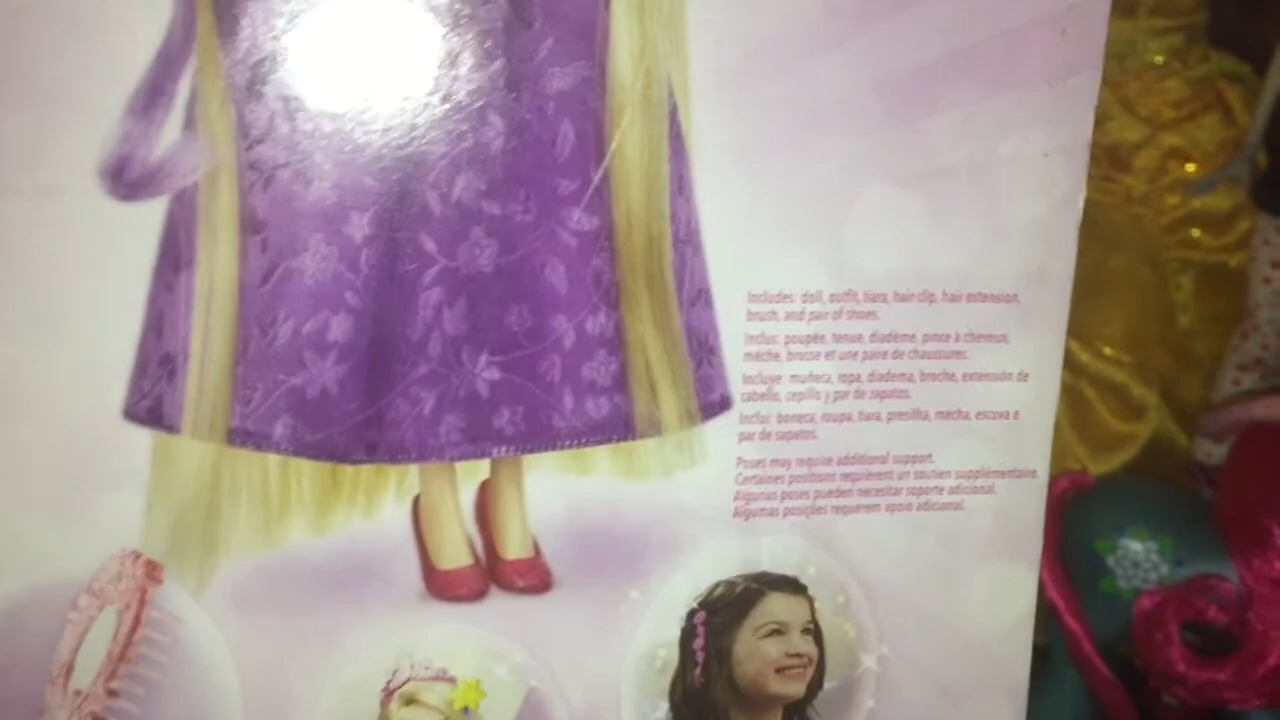 Includes: doll, outfit, tiara, hair clip, hair extension,
brush, and pair of shoes.
Inclus: poupée, tenue, diadème, pince à cheveux,
mèche, brosse et une paire de chaussures.
Incluye: muñeca, ropa, diadema, broche, extensión de
cabello, cepillo y par de zapatos.
Inclui: boneca, roupa, tiara, presilha, mecha, escova e
par de sapatos.
Poses may require additional support.
Certaines positions requièrent un soutien supplémentaire.
Algunas poses pueden necesitar soporte adicional.
Algumas posições requerem apoio adicional.